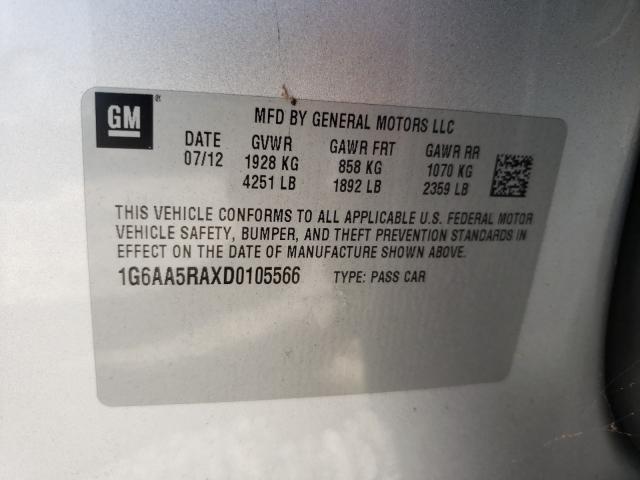 GM ®
MFD BY GENERAL MOTORS LLC
DATE GVWR GAWR FRT GAWR RR
07/12 1928 KG 858 KG 1070 KG
4251 LB 1892 LB 2359 LB
THIS VEHICLE CONFORMS TO ALL APPLICABLE U.S. FEDERAL MOTOR
VEHICLE SAFETY, BUMPER, AND THEFT PREVENTION STANDARDS IN
EFFECT ON THE DATE OF MANUFACTURE SHOWN ABOVE.
1G6AA5RAXD0105566 TYPE: PASS CAR